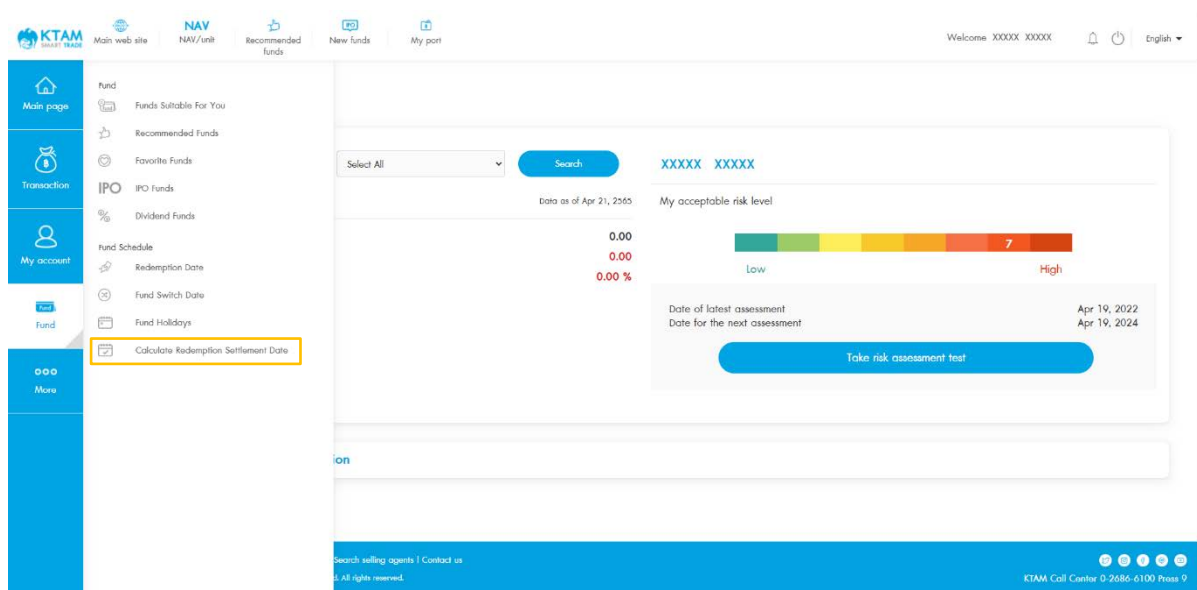 KTAM
SMART TRADE
Main web site
NAV
NAV/unit
Recommended
funds
IPO
New funds
My port
Welcome XXXXX XXXXX
English
Main page
Transaction
My account
Fund
Fund
More
Fund
Funds Suitable For You
Recommended Funds
Favorite Funds
IPO
IPO Funds
Dividend Funds
Fund Schedule
Redemption Date
Fund Switch Date
Fund Holidays
Calculate Redemption Settlement Date
Select All
Search
Data as of Apr 21, 2565
0.00
0.00
0.00 %
XXXXX XXXXX
My acceptable risk level
7
Low
High
Date of latest assessment
Apr 19, 2022
Date for the next assessment
Apr 19, 2024
Take risk assessment test
ion
Search selling agents | Contact us
d. All rights reserved.
KTAM Call Center 0-2686-6100 Press 9